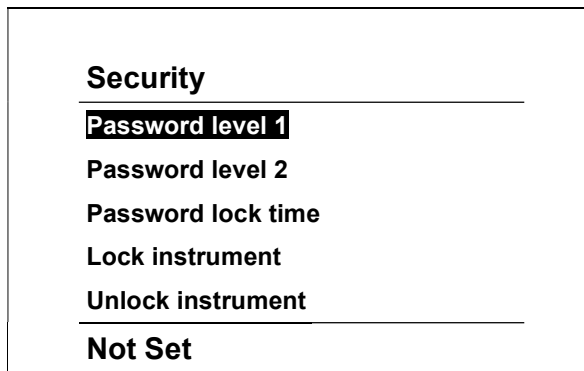 Security
Password level 1
Password level 2
Password lock time
Lock instrument
Unlock instrument
Not Set